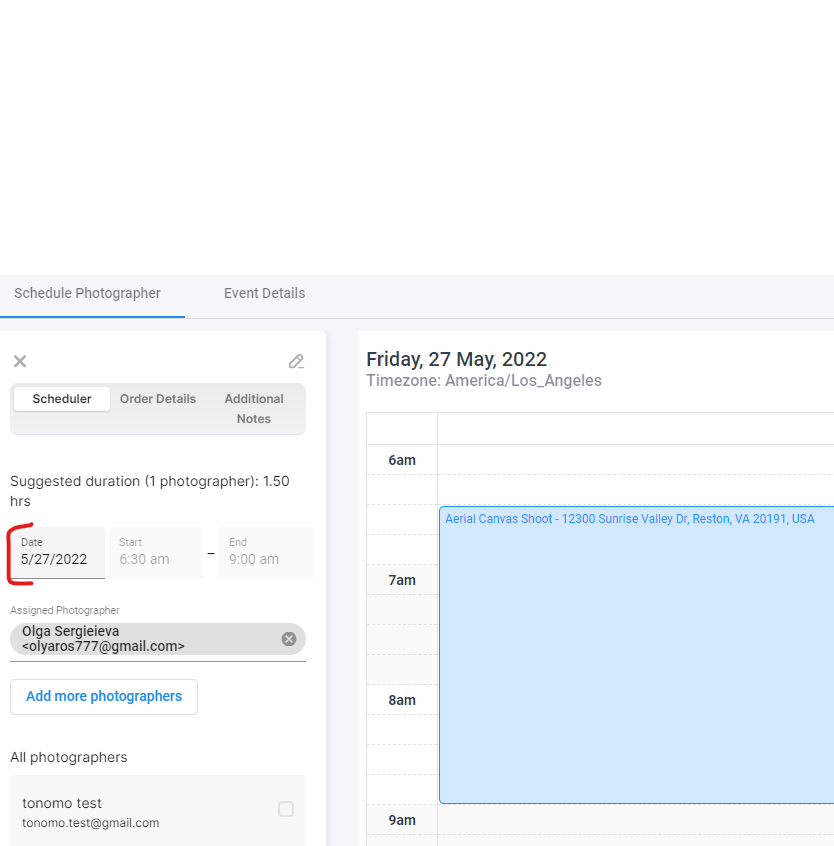 Schedule Photographer
Event Details
Scheduler
Order Details
Additional
Notes
Suggested duration (1 photographer): 1.50
hrs
Date
5/27/2022
Start
6:30 am
–
End
9:00 am
Assigned Photographer
Olga Sergieieva
<olyaros777@gmail.com>
Add more photographers
All photographers
tonomo test
tonomo.test@gmail.com
Friday, 27 May, 2022
Timezone: America/Los_Angeles
6am
Aerial Canvas Shoot - 12300 Sunrise Valley Dr, Reston, VA 20191, USA
7am
8am
9am